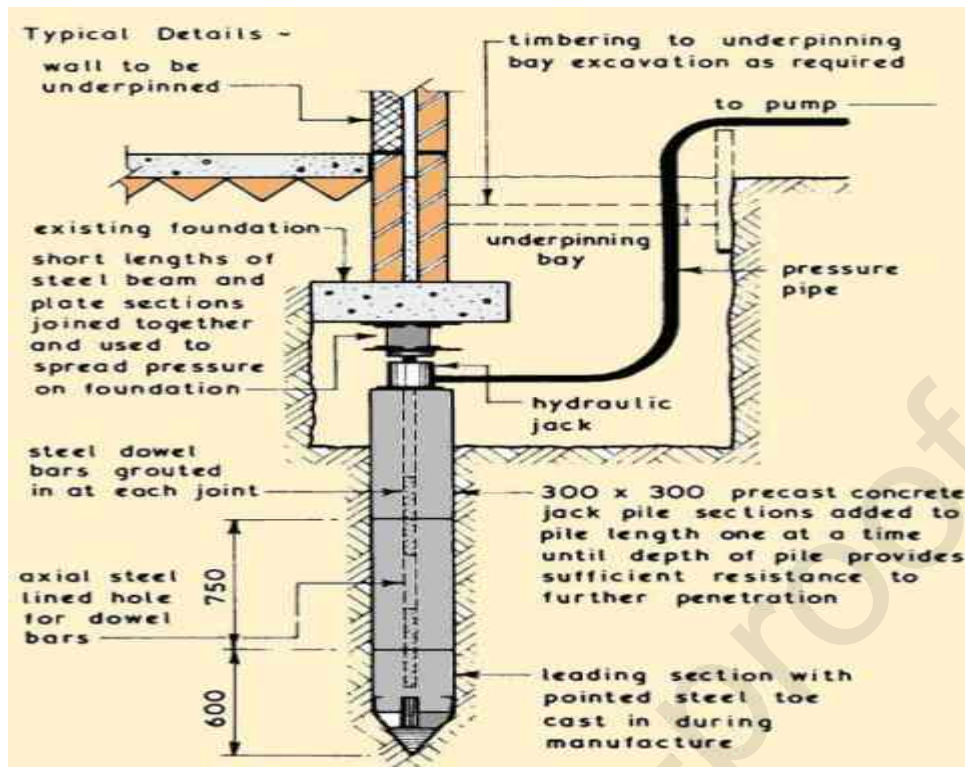 Typical Details ~
wall to be
underpinned
timbering to underpinning
bay excavation as required
to pump
existing foundation
short lengths of
steel beam and
plate sections
joined together
and used to
spread pressure
on foundation
underpinning
bay
pressure
pipe
hydraulic
jack
steel dowel
bars grouted
in at each joint
300 x 300 precast concrete
jack pile sections added to
pile length one at a time
until depth of pile provides
sufficient resistance to
further penetration
axial steel
lined hole
for dowel
bars
750
600
leading section with
pointed steel toe
cast in during
manufacture